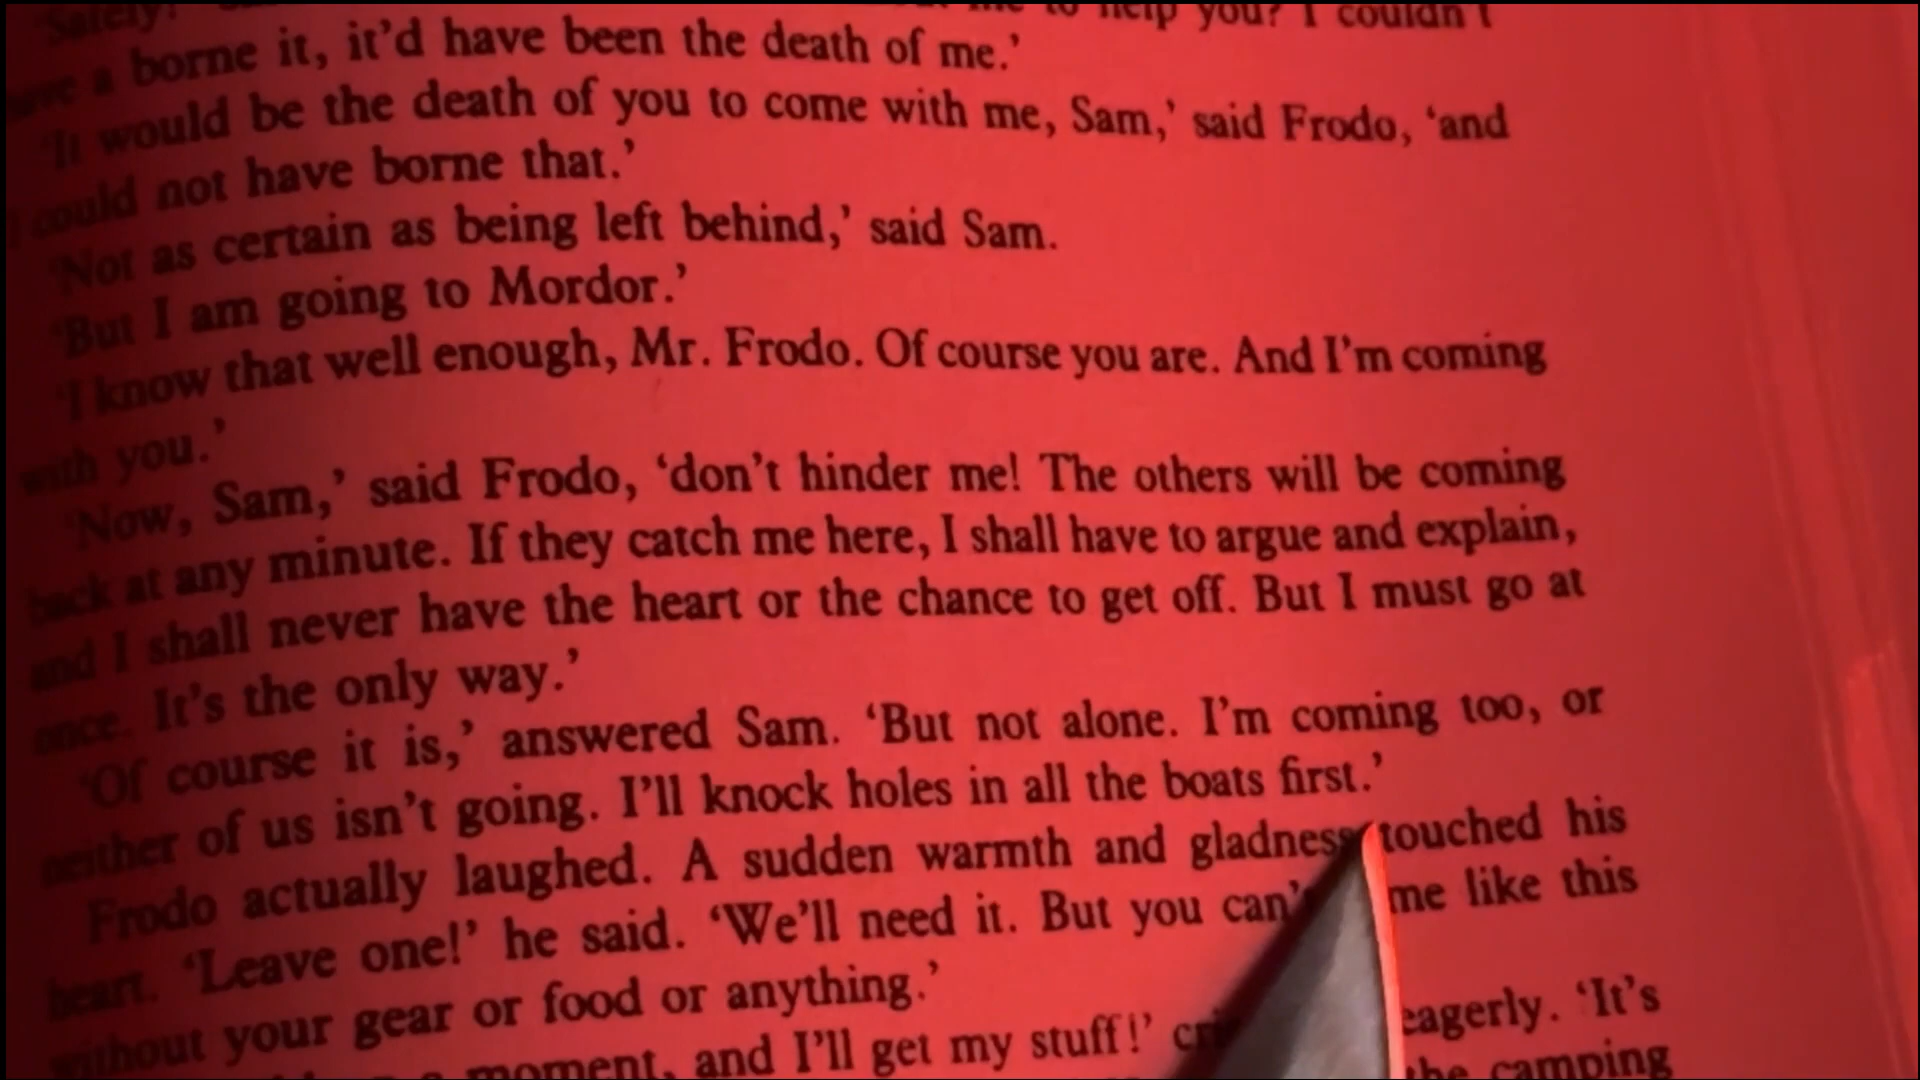 'Safely! help you? I couldn't
have a borne it, it'd have been the death of me.'
'It would be the death of you to come with me, Sam,' said Frodo, 'and
I could not have borne that.'
'Not as certain as being left behind,' said Sam.
'But I am going to Mordor.'
'I know that well enough, Mr. Frodo. Of course you are. And I'm coming
with you.'
'Now, Sam,' said Frodo, 'don't hinder me! The others will be coming
back at any minute. If they catch me here, I shall have to argue and explain,
and I shall never have the heart or the chance to get off. But I must go at
once. It's the only way.'
'Of course it is,' answered Sam. 'But not alone. I'm coming too, or
neither of us isn't going. I'll knock holes in all the boats first.'
Frodo actually laughed. A sudden warmth and gladness touched his
heart. 'Leave one!' he said. 'We'll need it. But you can't me like this
without your gear or food or anything.'
moment, and I'll get my stuff!' eagerly. 'It's
the camping